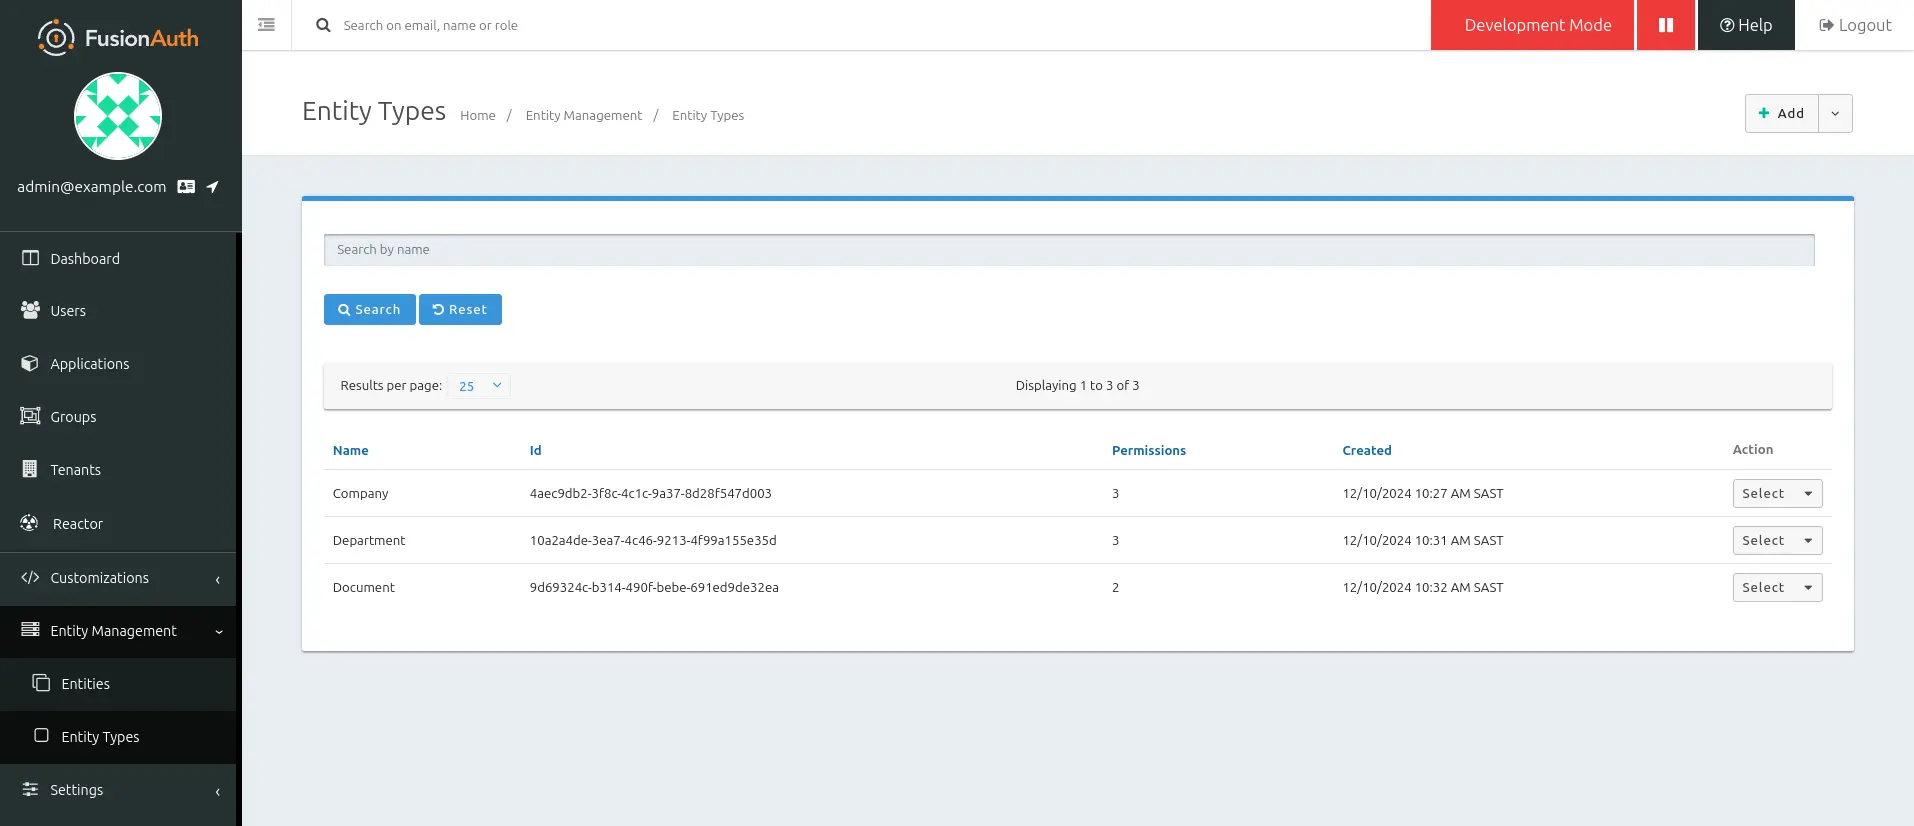 FusionAuth
admin@example.com
Dashboard
Users
Applications
Groups
Tenants
Reactor
Customizations
Entity Management
Entities
Entity Types
Settings
Search on email, name or role
Development Mode
Help
Logout
Entity Types Home / Entity Management / Entity Types
Add
Search by name
Search Reset
Results per page: 25 Displaying 1 to 3 of 3
Name Id Permissions Created Action
Company 4aec9db2-3f8c-4c1c-9a37-8d28f547d003 3 12/10/2024 10:27 AM SAST Select
Department 10a2a4de-3ea7-4c46-9213-4f99a155e35d 3 12/10/2024 10:31 AM SAST Select
Document 9d69324c-b314-490f-bebe-691ed9de32ea 2 12/10/2024 10:32 AM SAST Select